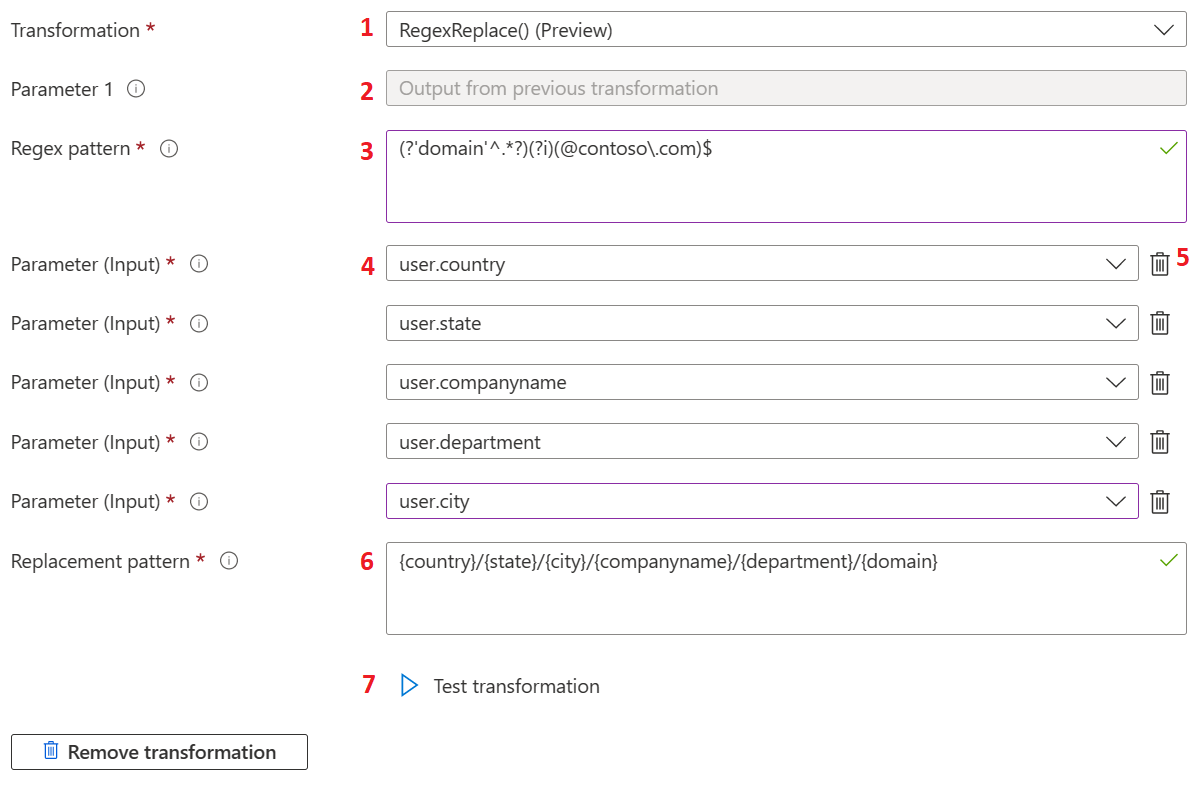 Transformation * 1 RegexReplace() (Preview)
Parameter 1 2 Output from previous transformation
Regex pattern * 3 (?'domain'^.*?)(?i)(@contoso\.com)$
Parameter (Input) * 4 user.country 5
Parameter (Input) * user.state
Parameter (Input) * user.companyname
Parameter (Input) * user.department
Parameter (Input) * user.city
Replacement pattern * 6 {country}/{state}/{city}/{companyname}/{department}/{domain}
7 Test transformation
Remove transformation